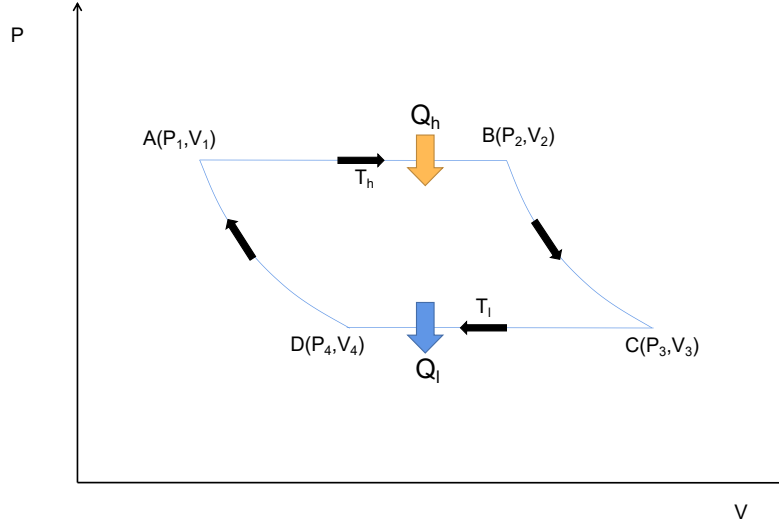 P
Qₕ
A(P₁,V₁)
B(P₂,V₂)
Tₕ
Tₗ
D(P₄,V₄)
C(P₃,V₃)
Qₗ
V